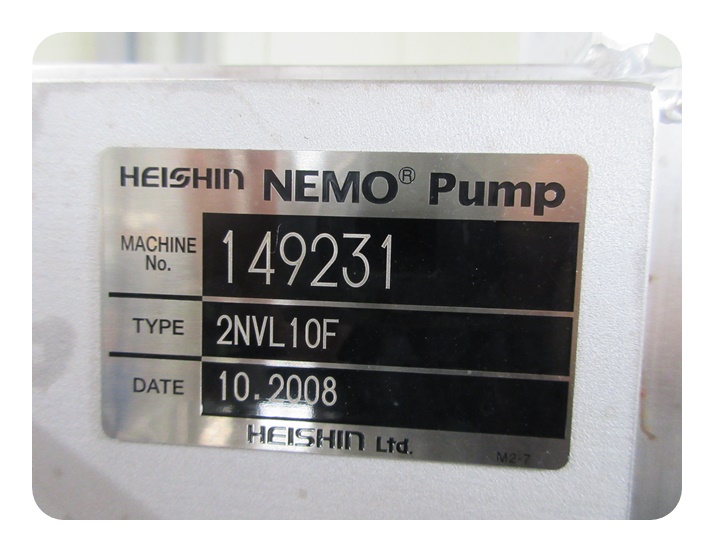 HEISHIN NEMO® Pump
MACHINE No. 149231
TYPE 2NVL10F
DATE 10.2008
HEISHIN Ltd.
M2-7